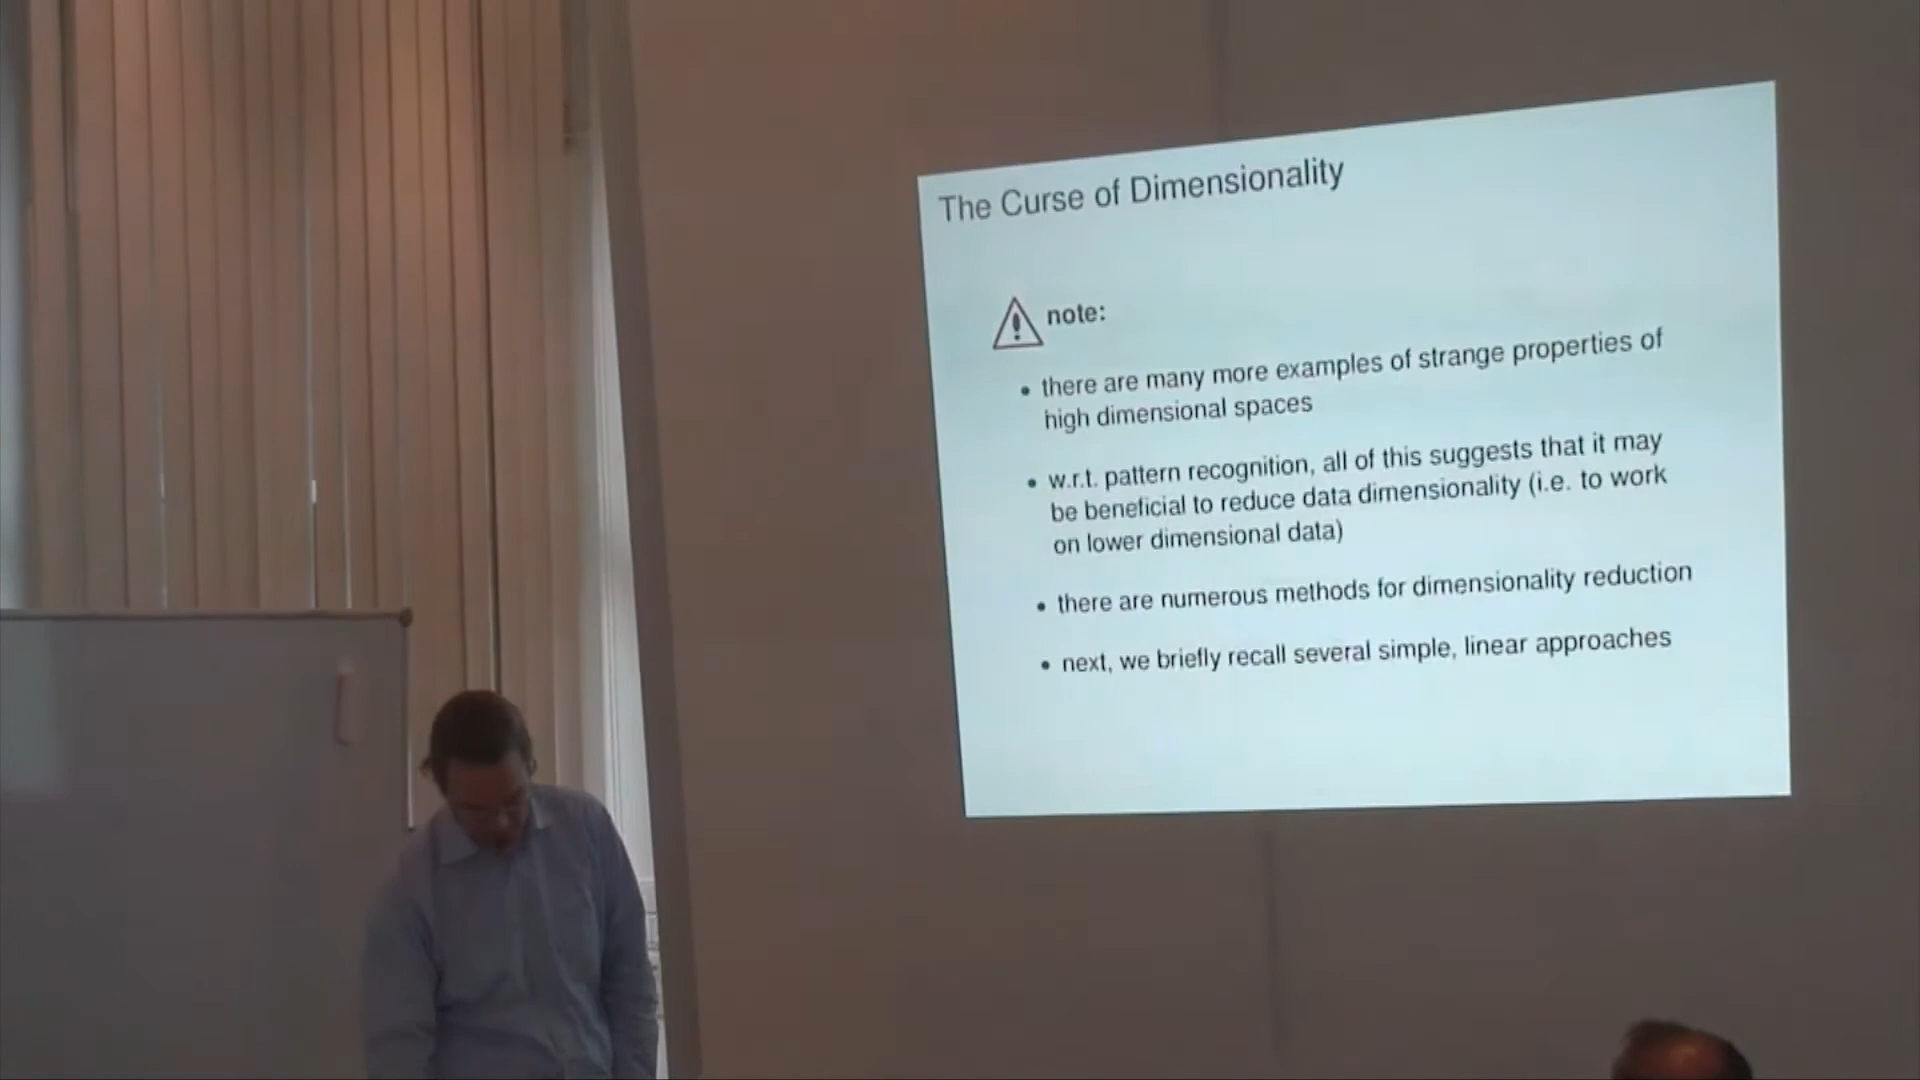 The Curse of Dimensionality
note:
• there are many more examples of strange properties of
high dimensional spaces
• w.r.t. pattern recognition, all of this suggests that it may
be beneficial to reduce data dimensionality (i.e. to work
on lower dimensional data)
• there are numerous methods for dimensionality reduction
• next, we briefly recall several simple, linear approaches